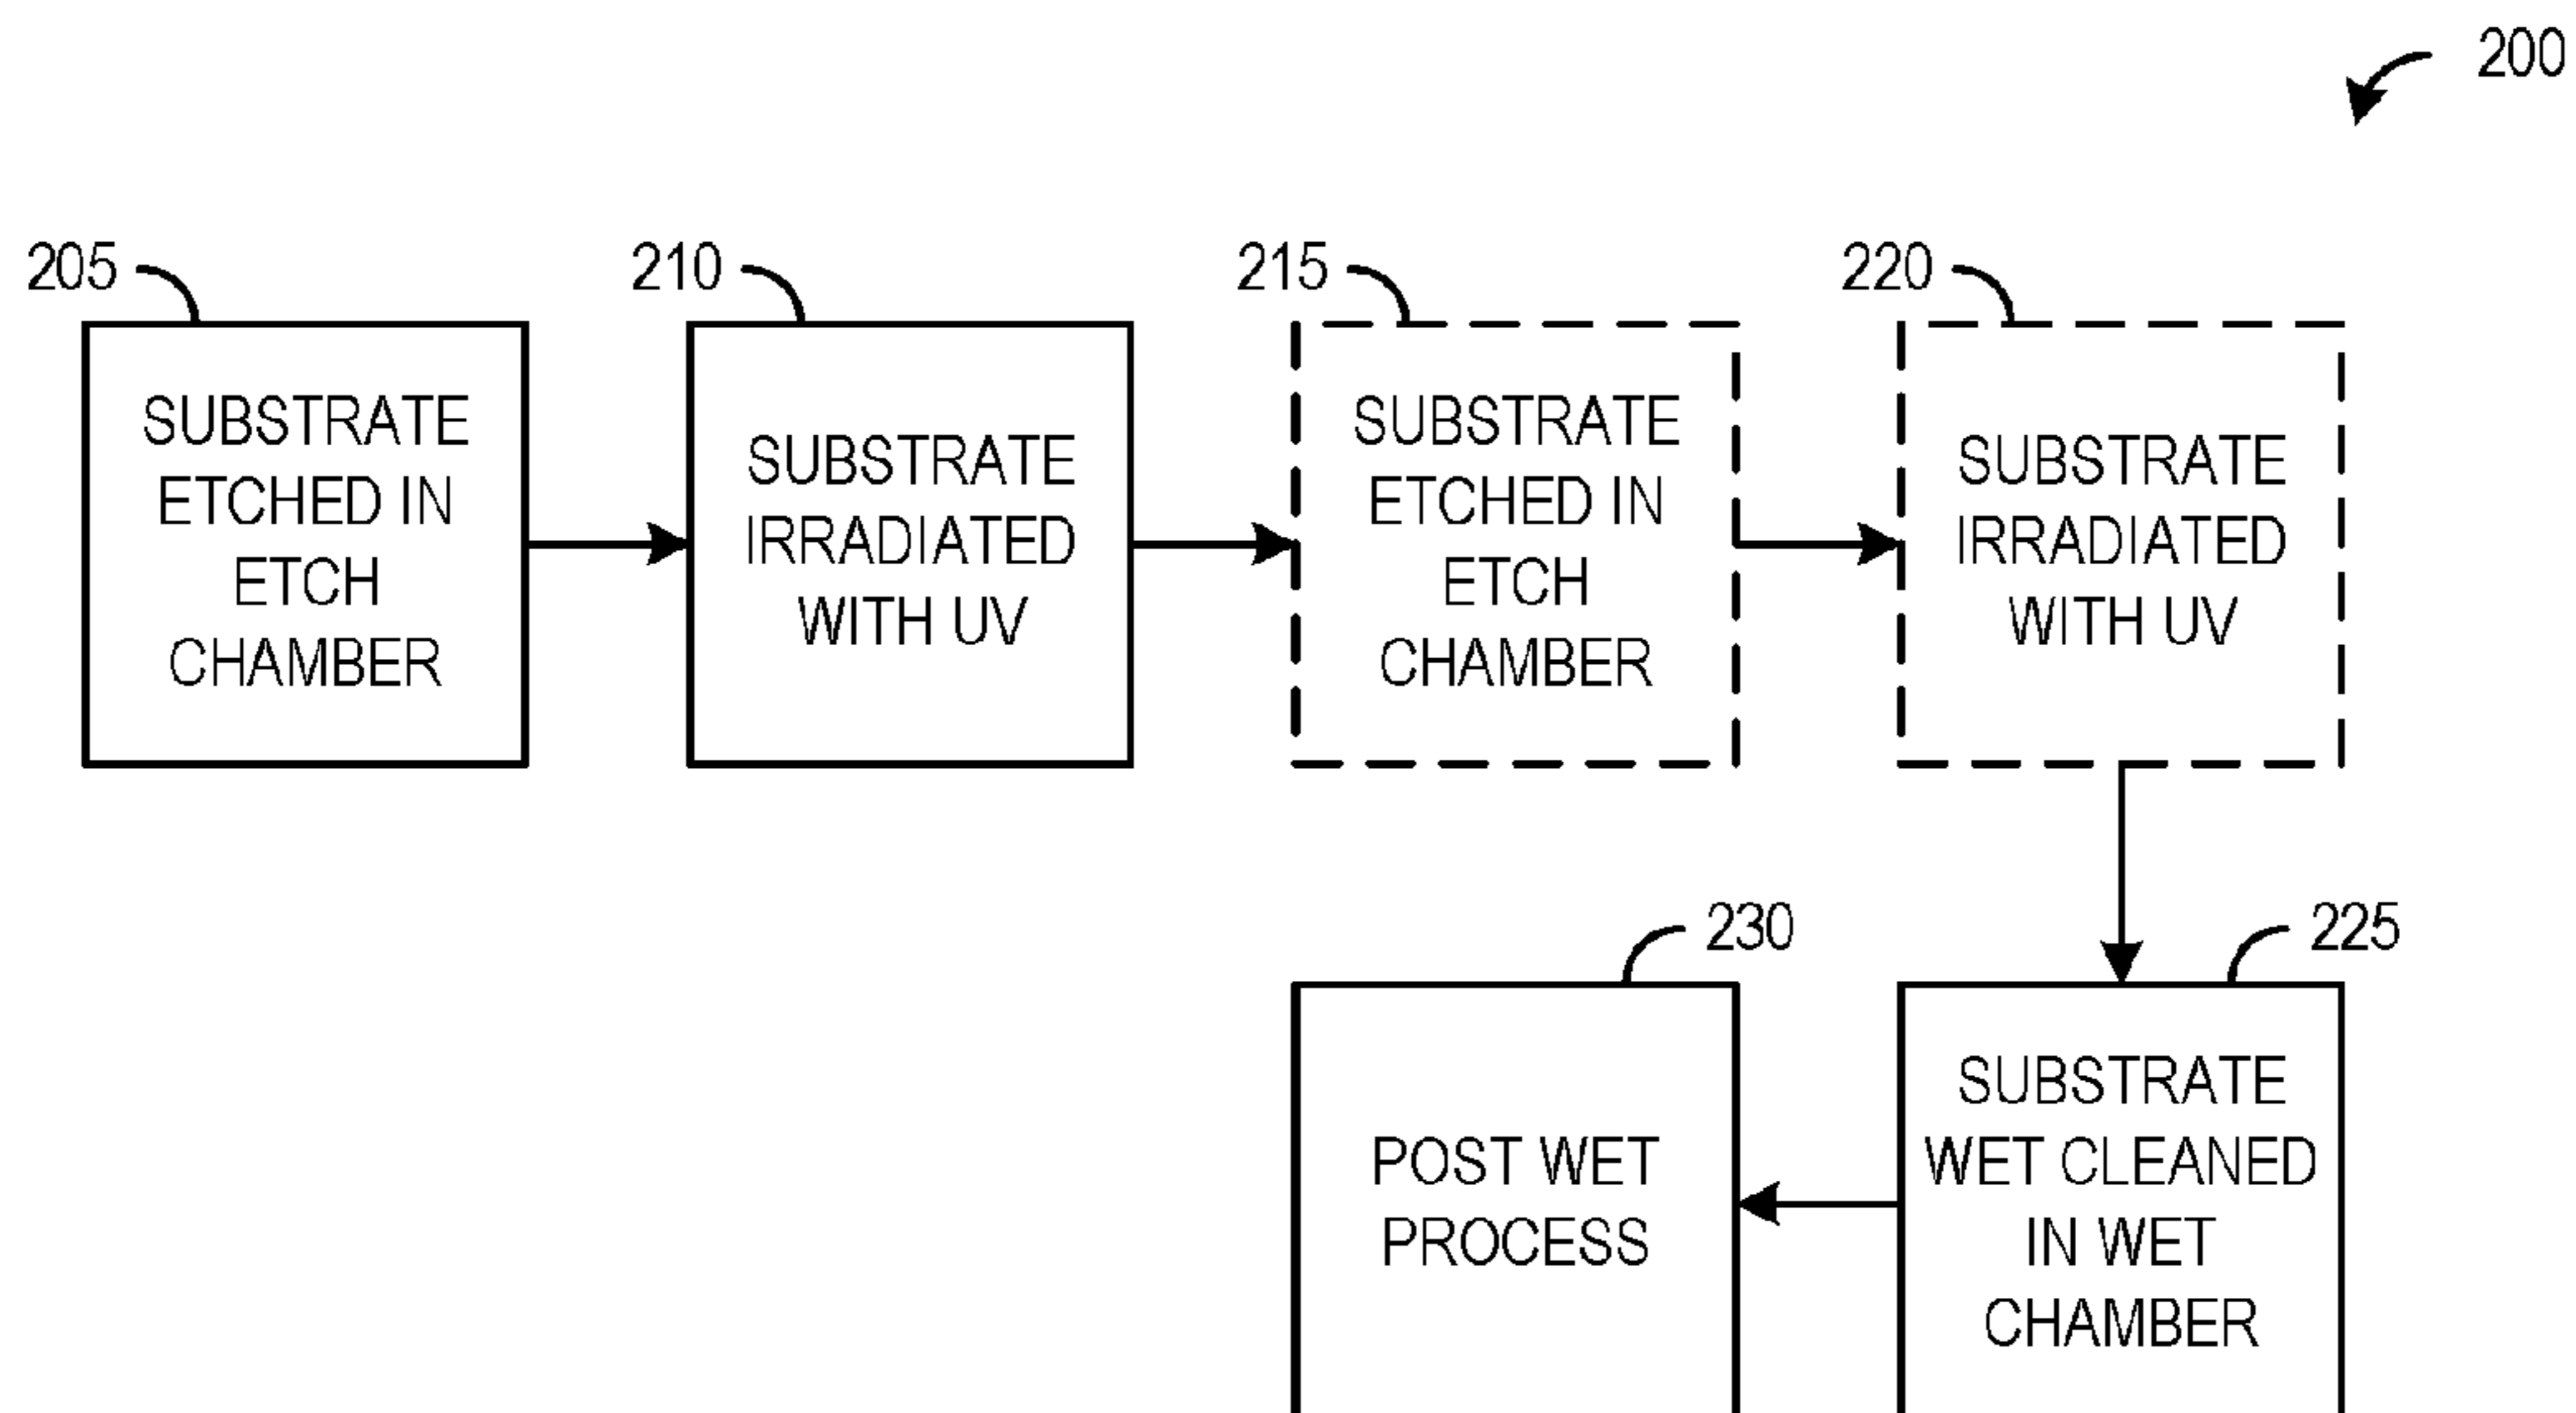 200
205
SUBSTRATE
ETCHED IN
ETCH
CHAMBER
210
SUBSTRATE
IRRADIATED
WITH UV
215
SUBSTRATE
ETCHED IN
ETCH
CHAMBER
220
SUBSTRATE
IRRADIATED
WITH UV
225
SUBSTRATE
WET CLEANED
IN WET
CHAMBER
230
POST WET
PROCESS